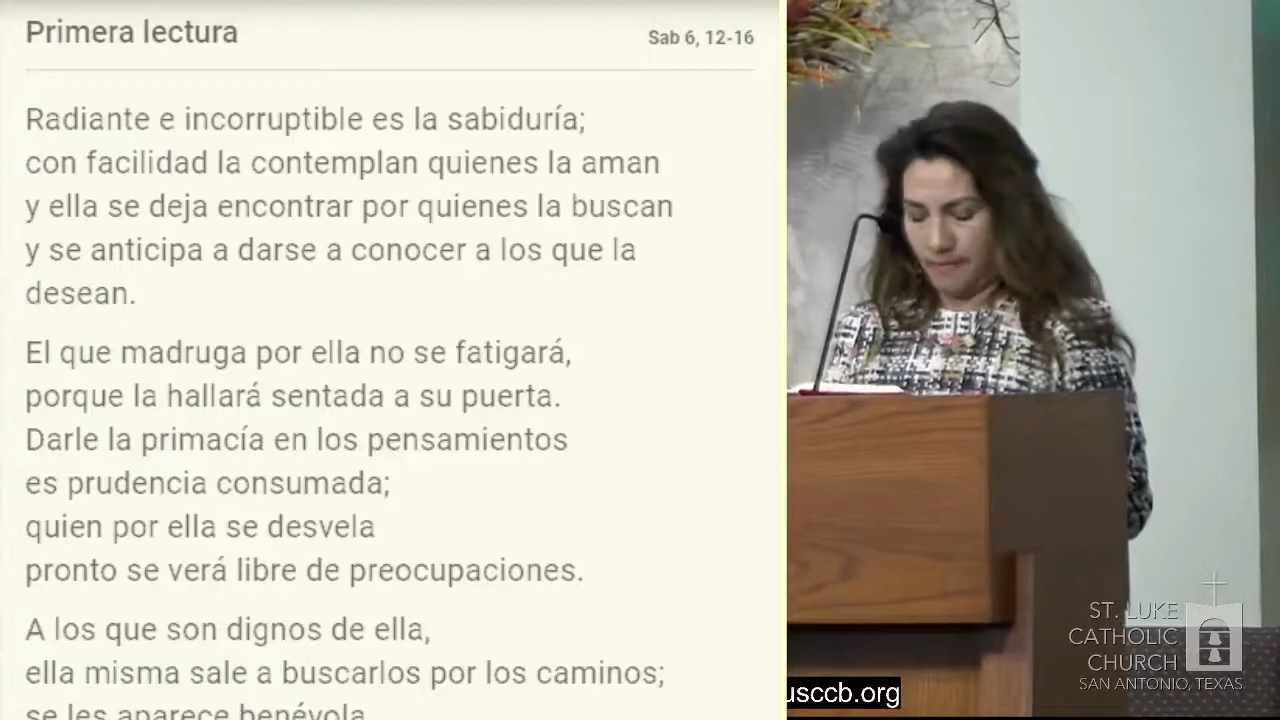 Primera lectura
Sab 6, 12-16
Radiante e incorruptible es la sabiduría;
con facilidad la contemplan quienes la aman
y ella se deja encontrar por quienes la buscan
y se anticipa a darse a conocer a los que la
desean.
El que madruga por ella no se fatigará,
porque la hallará sentada a su puerta.
Darle la primacía en los pensamientos
es prudencia consumada;
quien por ella se desvela
pronto se verá libre de preocupaciones.
A los que son dignos de ella,
ella misma sale a buscarlos por los caminos;
se les aparece benévola
usccb.org
ST. LUKE
CATHOLIC
CHURCH
SAN ANTONIO, TEXAS